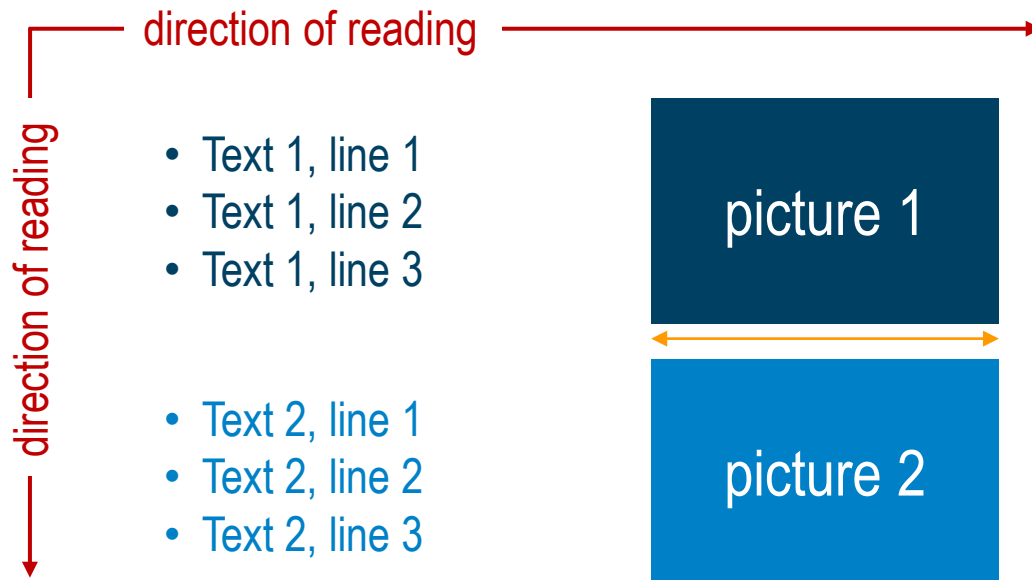 direction of reading
direction of reading
• Text 1, line 1
• Text 1, line 2
• Text 1, line 3
picture 1
• Text 2, line 1
• Text 2, line 2
• Text 2, line 3
picture 2